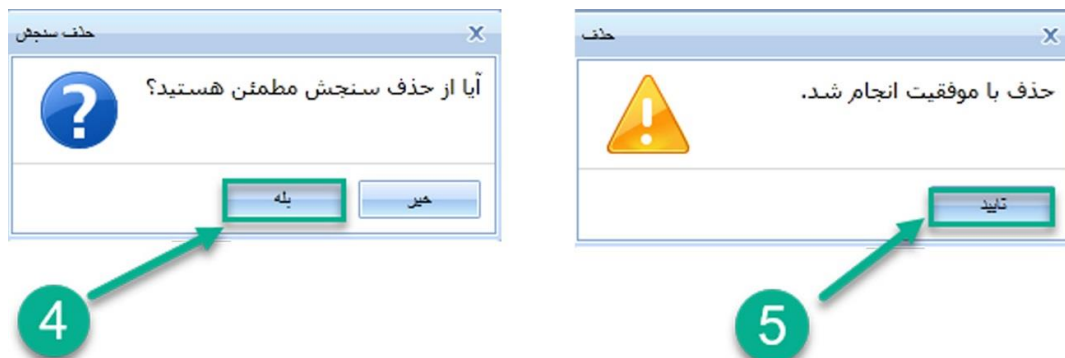 حذف سنجش
آیا از حذف سنجش مطمئن هستید؟
بله
خیر
4
حذف
حذف با موفقیت انجام شد.
تایید
5